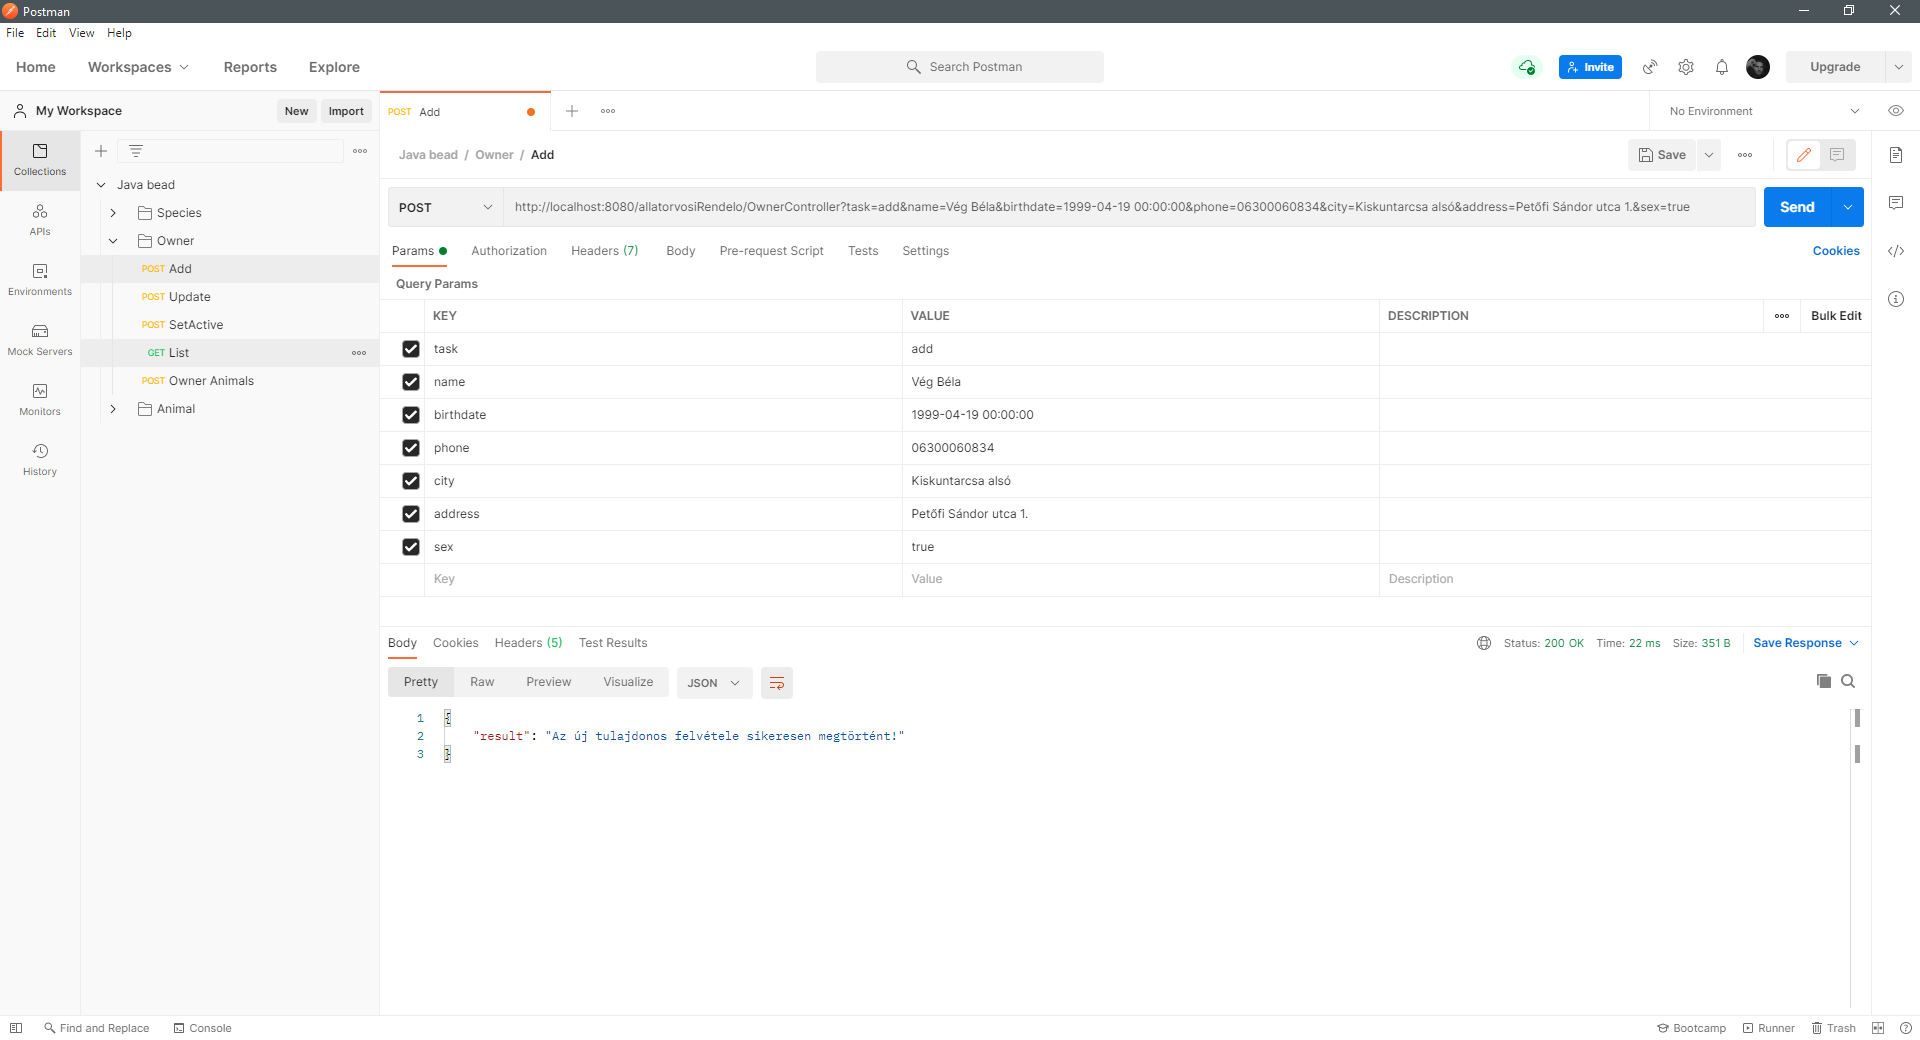 Postman
File Edit View Help
Home Workspaces Reports Explore Search Postman Invite Upgrade
My Workspace New Import POST Add No Environment
Collections
APIs
Environments
Mock Servers
Monitors
History
Java bead
Species
Owner
POST Add
POST Update
POST SetActive
GET List
POST Owner Animals
Animal
Java bead / Owner / Add Save
POST http://localhost:8080/allatorvosiRendelo/OwnerController?task=add&name=Vég Béla&birthdate=1999-04-19 00:00:00&phone=06300060834&city=Kiskuntarcsa alsó&address=Petőfi Sándor utca 1.&sex=true Send
Params Authorization Headers (7) Body Pre-request Script Tests Settings Cookies
Query Params
KEY VALUE DESCRIPTION Bulk Edit
task add
name Vég Béla
birthdate 1999-04-19 00:00:00
phone 06300060834
city Kiskuntarcsa alsó
address Petőfi Sándor utca 1.
sex true
Key Value Description
Body Cookies Headers (5) Test Results Status: 200 OK Time: 22 ms Size: 351 B Save Response
Pretty Raw Preview Visualize JSON
1 {
2 "result": "Az új tulajdonos felvétele sikeresen megtörtént!"
3 }
Find and Replace Console Bootcamp Runner Trash